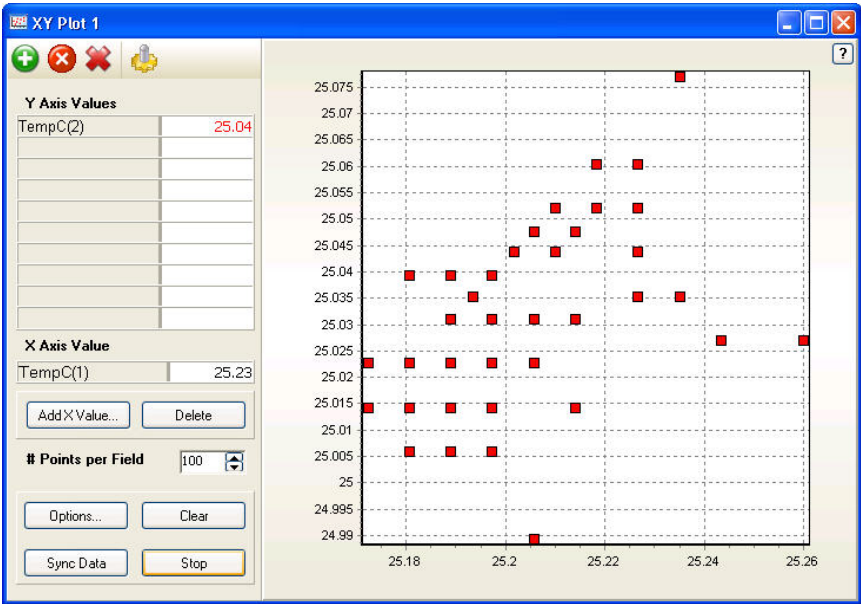 XY Plot 1
?
Y Axis Values
TempC(2) 25.04
X Axis Value
TempC(1) 25.23
Add X Value... Delete
# Points per Field 100
Options... Clear
Sync Data Stop
25.075
25.07
25.065
25.06
25.055
25.05
25.045
25.04
25.035
25.03
25.025
25.02
25.015
25.01
25.005
25
24.995
24.99
25.18 25.2 25.22 25.24 25.26